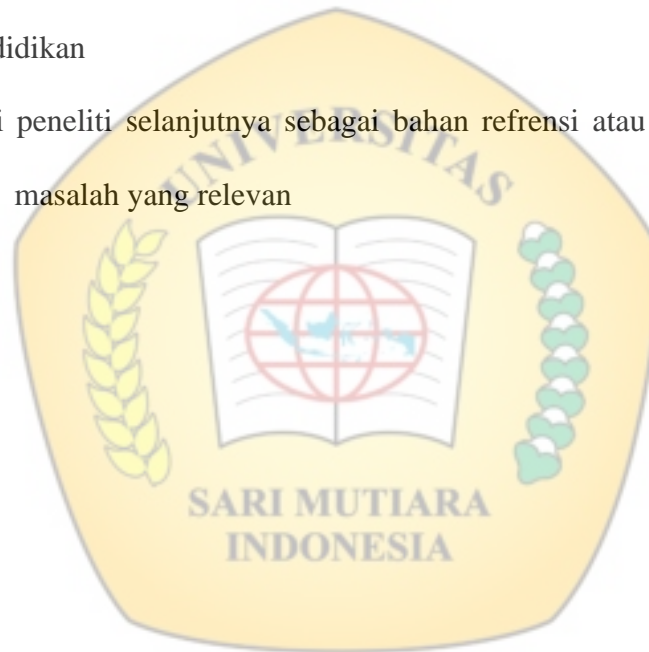 didikan
i peneliti selanjutnya sebagai bahan refrensi atau
masalah yang relevan
UNIVERSITAS
SARI MUTIARA
INDONESIA